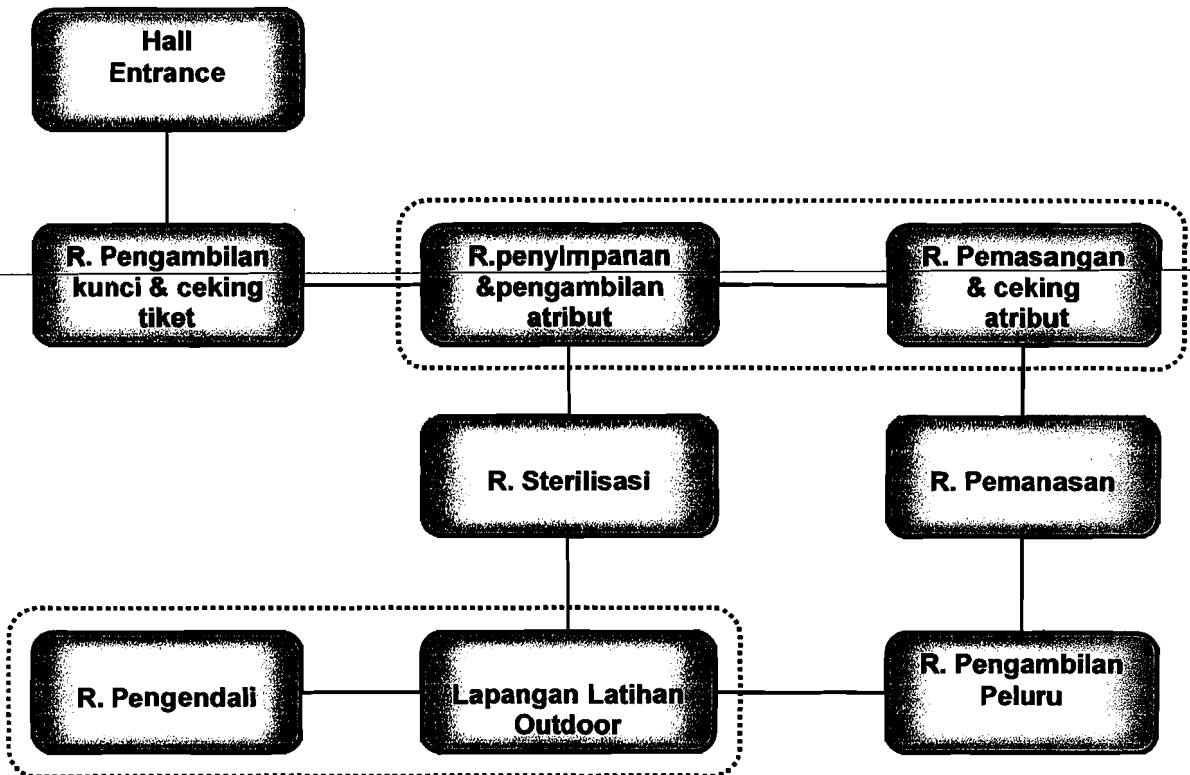 Hall
Entrance
R. Pengambilan
kunci & ceking
tiket
R.penyimpanan
&pengambilan
atribut
R. Pemasangan
& ceking
atribut
R. Sterilisasi
R. Pemanasan
R. Pengendali
Lapangan Latihan
Outdoor
R. Pengambilan
Peluru